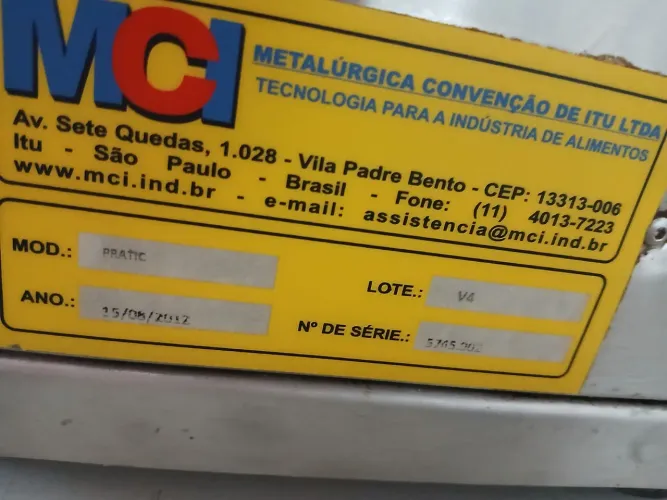 MCI
METALÚRGICA CONVENÇÃO DE ITU LTDA
TECNOLOGIA PARA A INDÚSTRIA DE ALIMENTOS
Av. Sete Quedas, 1.028 - Vila Padre Bento - CEP: 13313-006
Itu - São Paulo - Brasil - Fone: (11) 4013-7223
www.mci.ind.br - e-mail: assistencia@mci.ind.br
MOD.: PRATIC
LOTE.: V4
ANO.: 15/08/2012
Nº DE SÉRIE.: